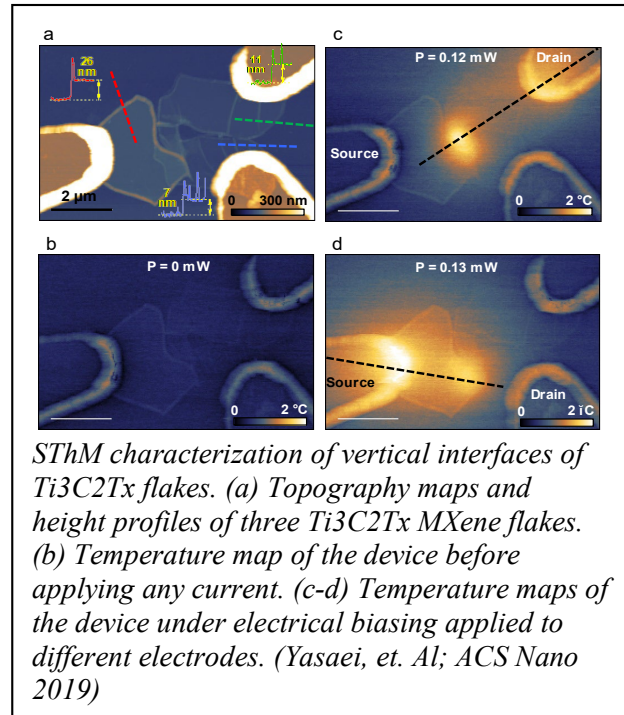 a
26
nm
11
nm
2 µm
7
nm
0 300 nm
c
P = 0.12 mW
Drain
Source
0 2 °C
b
P = 0 mW
0 2 °C
d
P = 0.13 mW
Source
Drain
0 2 ïC
SThM characterization of vertical interfaces of
Ti3C2Tx flakes. (a) Topography maps and
height profiles of three Ti3C2Tx MXene flakes.
(b) Temperature map of the device before
applying any current. (c-d) Temperature maps of
the device under electrical biasing applied to
different electrodes. (Yasaei, et. Al; ACS Nano
2019)